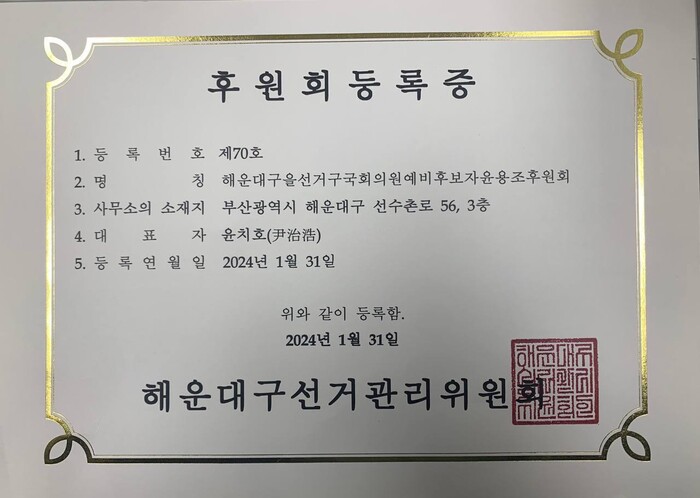 후원회등록증
1. 등 록 번 호 제70호
2. 명 칭 해운대구을선거구국회의원예비후보자윤용조후원회
3. 사무소의 소재지 부산광역시 해운대구 선수촌로 56, 3층
4. 대 표 자 윤치호(尹治浩)
5. 등 록 연 월 일 2024년 1월 31일
위와 같이 등록함.
2024년 1월 31일
해운대구선거관리위원회